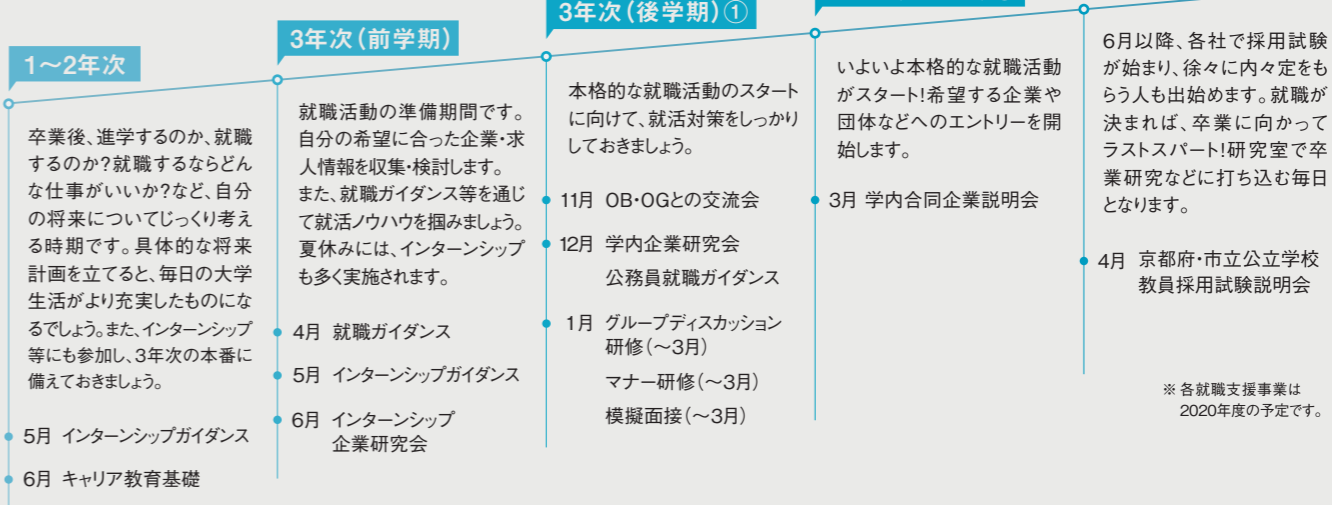 1〜2年次
卒業後、進学するのか、就職
するのか?就職するならどん
な仕事がいいか?など、自分
の将来についてじっくり考え
る時期です。具体的な将来
計画を立てると、毎日の大学
生活がより充実したものにな
るでしょう。また、インターンシップ
等にも参加し、3年次の本番に
備えておきましょう。
5月 インターンシップガイダンス
6月 キャリア教育基礎
3年次(前学期)
就職活動の準備期間です。
自分の希望に合った企業・求
人情報を収集・検討します。
また、就職ガイダンス等を通じ
て就活ノウハウを掴みましょう。
夏休みには、インターンシップ
も多く実施されます。
4月 就職ガイダンス
5月 インターンシップガイダンス
6月 インターンシップ
企業研究会
3年次(後学期)①
本格的な就職活動のスタート
に向けて、就活対策をしっかり
しておきましょう。
11月 OB・OGとの交流会
12月 学内企業研究会
公務員就職ガイダンス
1月 グループディスカッション
研修(〜3月)
マナー研修(〜3月)
模擬面接(〜3月)
いよいよ本格的な就職活動
がスタート!希望する企業や
団体などへのエントリーを開
始します。
3月 学内合同企業説明会
6月以降、各社で採用試験
が始まり、徐々に内々定をも
らう人も出始めます。就職が
決まれば、卒業に向かって
ラストスパート!研究室で卒
業研究などに打ち込む毎日
となります。
4月 京都府・市立公立学校
教員採用試験説明会
※ 各就職支援事業は
2020年度の予定です。